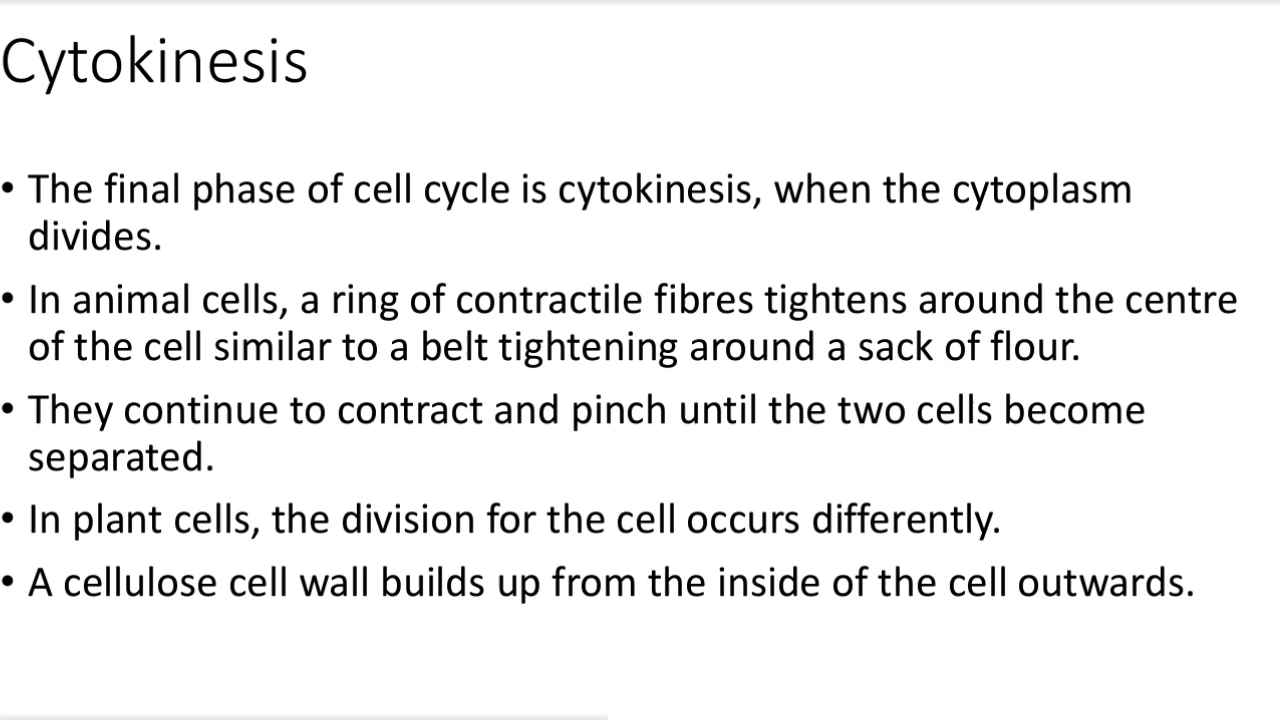 Cytokinesis
• The final phase of cell cycle is cytokinesis, when the cytoplasm
divides.
• In animal cells, a ring of contractile fibres tightens around the centre
of the cell similar to a belt tightening around a sack of flour.
• They continue to contract and pinch until the two cells become
separated.
• In plant cells, the division for the cell occurs differently.
• A cellulose cell wall builds up from the inside of the cell outwards.